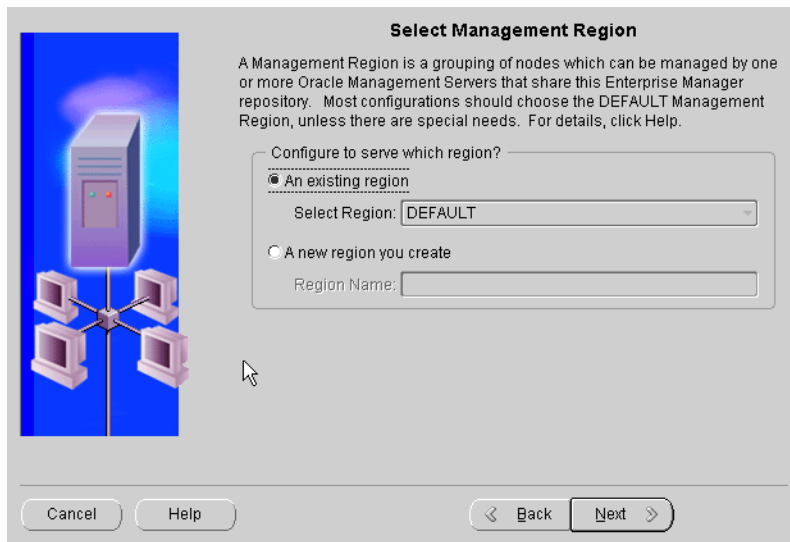 Select Management Region
A Management Region is a grouping of nodes which can be managed by one
or more Oracle Management Servers that share this Enterprise Manager
repository. Most configurations should choose the DEFAULT Management
Region, unless there are special needs. For details, click Help.
Configure to serve which region?
An existing region
Select Region: DEFAULT
A new region you create
Region Name:
Cancel Help Back Next